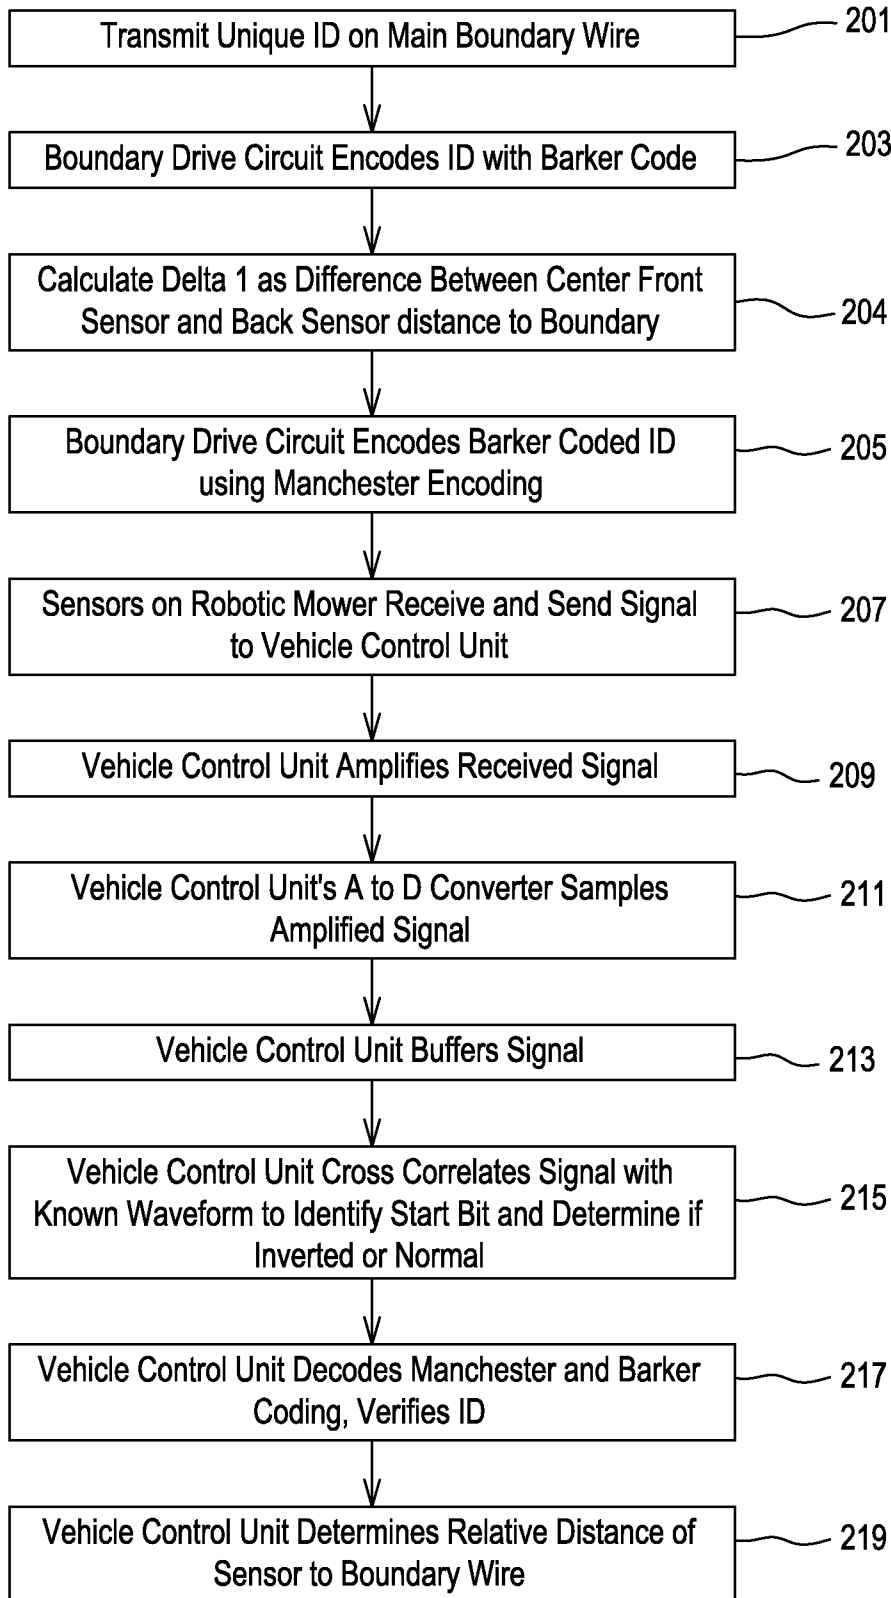 Transmit Unique ID on Main Boundary Wire
201
Boundary Drive Circuit Encodes ID with Barker Code
203
Calculate Delta 1 as Difference Between Center Front
Sensor and Back Sensor distance to Boundary
204
Boundary Drive Circuit Encodes Barker Coded ID
using Manchester Encoding
205
Sensors on Robotic Mower Receive and Send Signal
to Vehicle Control Unit
207
Vehicle Control Unit Amplifies Received Signal
209
Vehicle Control Unit's A to D Converter Samples
Amplified Signal
211
Vehicle Control Unit Buffers Signal
213
Vehicle Control Unit Cross Correlates Signal with
Known Waveform to Identify Start Bit and Determine if
Inverted or Normal
215
Vehicle Control Unit Decodes Manchester and Barker
Coding, Verifies ID
217
Vehicle Control Unit Determines Relative Distance of
Sensor to Boundary Wire
219